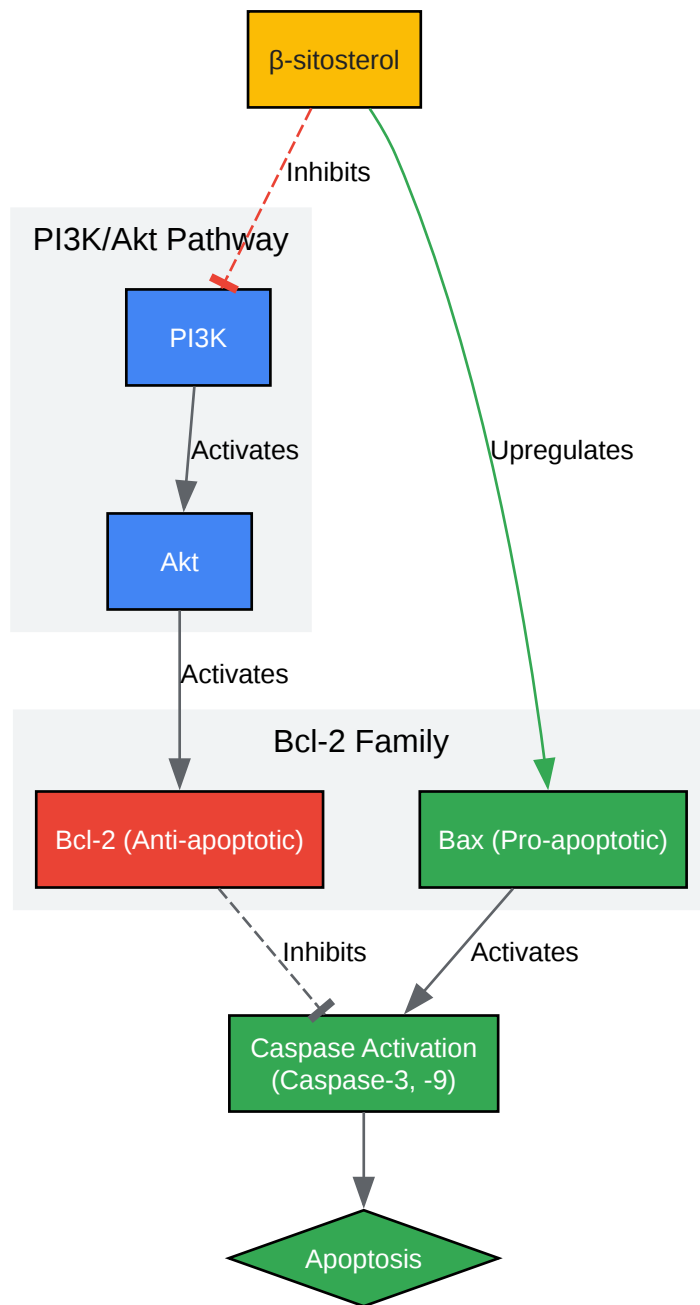 β-sitosterol
Inhibits
PI3K/Akt Pathway
PI3K
Activates
Upregulates
Akt
Activates
Bcl-2 Family
Bcl-2 (Anti-apoptotic)
Bax (Pro-apoptotic)
Inhibits
Activates
Caspase Activation
(Caspase-3, -9)
Apoptosis